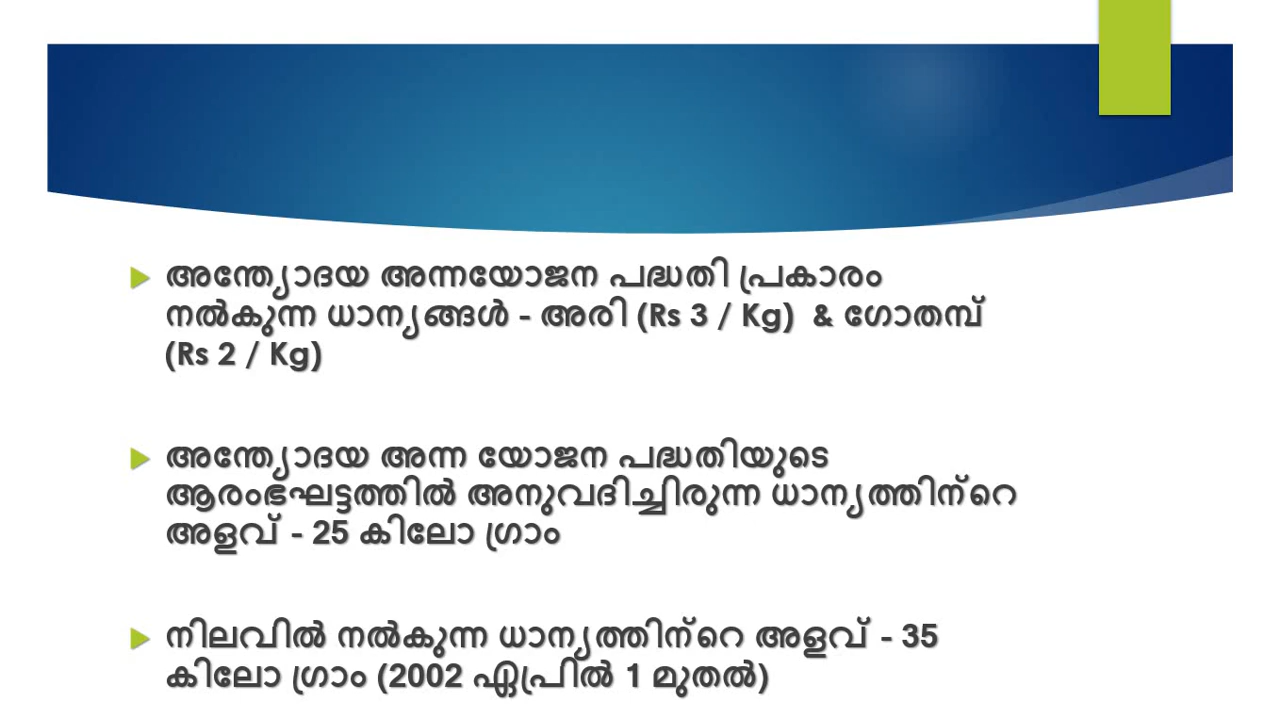 അന്ത്യോദയ അന്നയോജന പദ്ധതി പ്രകാരം
നൽകുന്ന ധാന്യങ്ങൾ - അരി (Rs 3 / Kg) & ഗോതമ്പ്
(Rs 2 / Kg)
അന്ത്യോദയ അന്ന യോജന പദ്ധതിയുടെ
ആരംഭഘട്ടത്തിൽ അനുവദിച്ചിരുന്ന ധാന്യത്തിന്റെ
അളവ് - 25 കിലോ ഗ്രാം
നിലവിൽ നൽകുന്ന ധാന്യത്തിന്റെ അളവ് - 35
കിലോ ഗ്രാം (2002 ഏപ്രിൽ 1 മുതൽ)